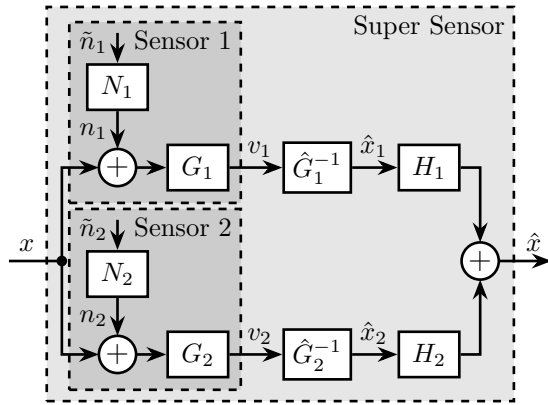 Super Sensor
ñ₁ Sensor 1
N₁
n₁
+ G₁ v₁ Ĝ₁⁻¹ x̂₁ H₁
ñ₂ Sensor 2
x N₂ + x̂
n₂
+ G₂ v₂ Ĝ₂⁻¹ x̂₂ H₂